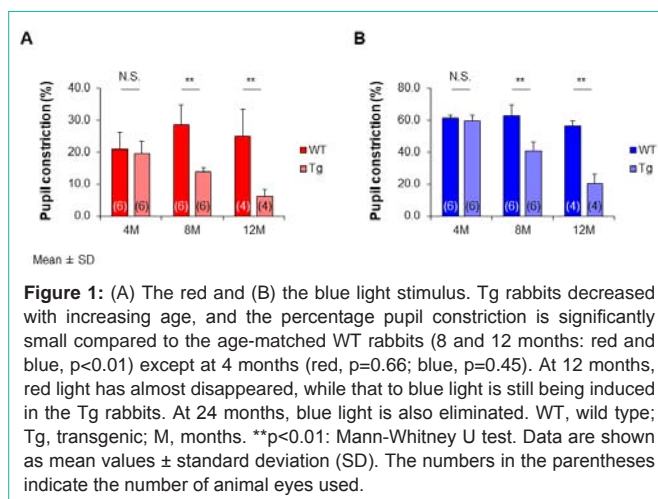 A
B
N.S. ** **
N.S. ** **
Pupil constriction (%)
40.0
30.0
20.0
10.0
0.0
(6) (6) (6) (6) (4) (4)
4M 8M 12M
WT
Tg
Pupil constriction (%)
80.0
60.0
40.0
20.0
0.0
(6) (6) (6) (6) (4) (4)
4M 8M 12M
WT
Tg
Mean ± SD
Figure 1: (A) The red and (B) the blue light stimulus. Tg rabbits decreased
with increasing age, and the percentage pupil constriction is significantly
small compared to the age-matched WT rabbits (8 and 12 months: red and
blue, p<0.01) except at 4 months (red, p=0.66; blue, p=0.45). At 12 months,
red light has almost disappeared, while that to blue light is still being induced
in the Tg rabbits. At 24 months, blue light is also eliminated. WT, wild type;
Tg, transgenic; M, months. **p<0.01: Mann-Whitney U test. Data are shown
as mean values ± standard deviation (SD). The numbers in the parentheses
indicate the number of animal eyes used.